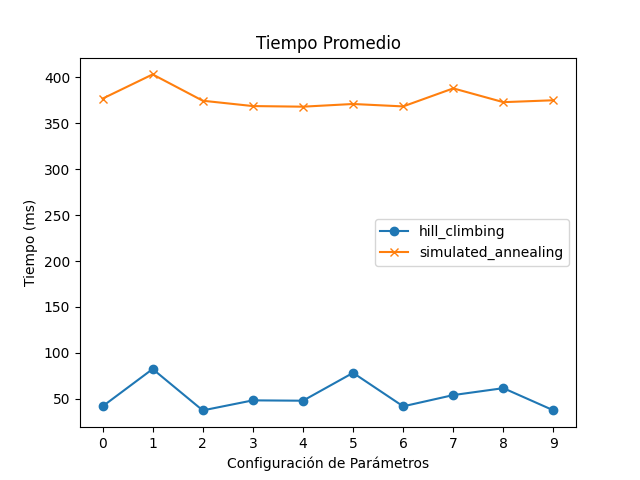 Tiempo Promedio
400
350
300
250
200
150
100
50
Tiempo (ms)
hill_climbing
simulated_annealing
0 1 2 3 4 5 6 7 8 9
Configuración de Parámetros